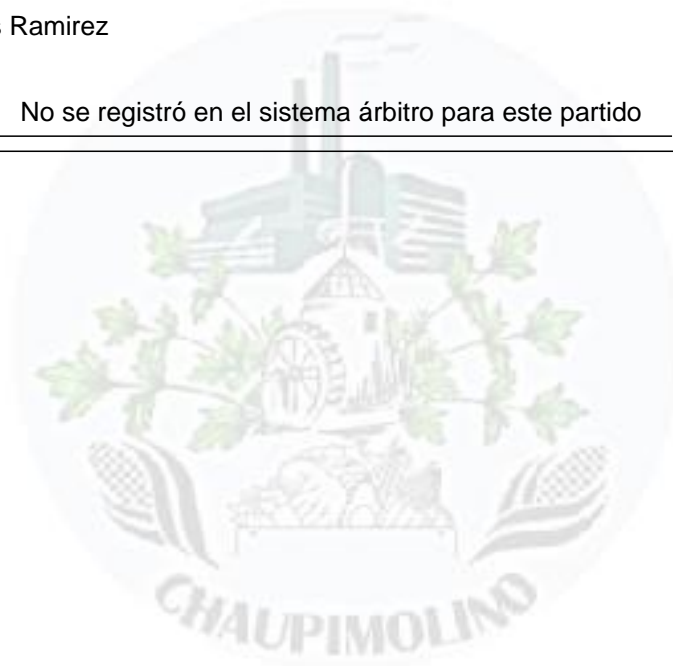 s Ramirez
No se registró en el sistema árbitro para este partido
CHAUPIMOLINO